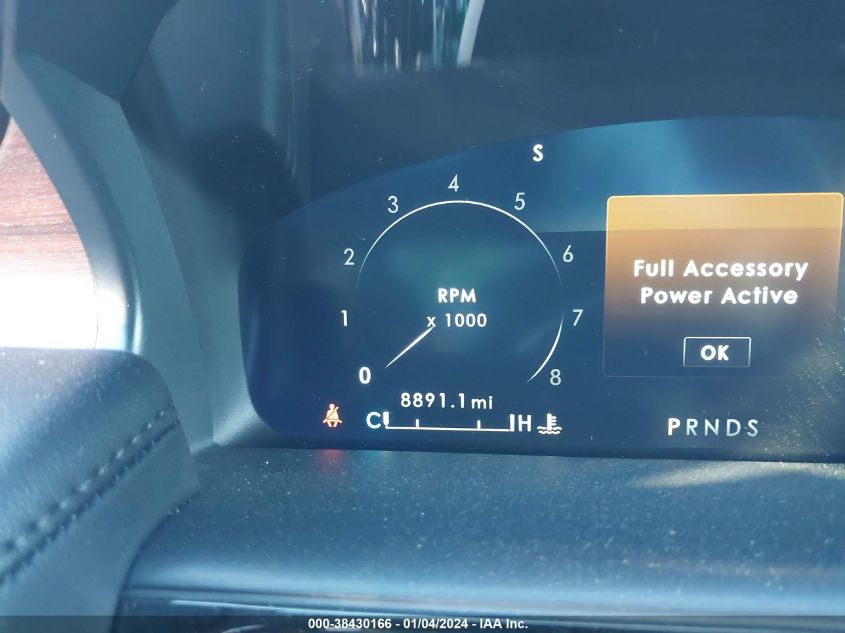 S
4
3
5
2
6
RPM
x 1000
1
7
0
8
8891.1 mi
C H
Full Accessory
Power Active
OK
PRNDS
000-38430166 - 01/04/2024 - IAA Inc.